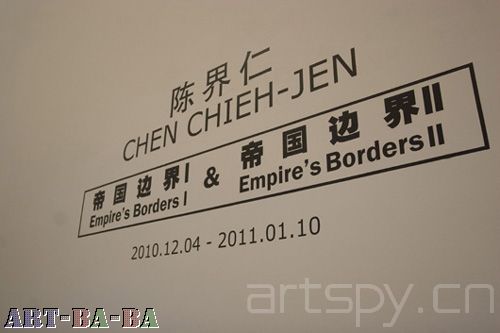 陈界仁
CHEN CHIEH-JEN
帝国边界I & 帝国边界II
Empire's Borders I Empire's Borders II
2010.12.04 - 2011.01.10
ART-BA-BA
artspy.cn